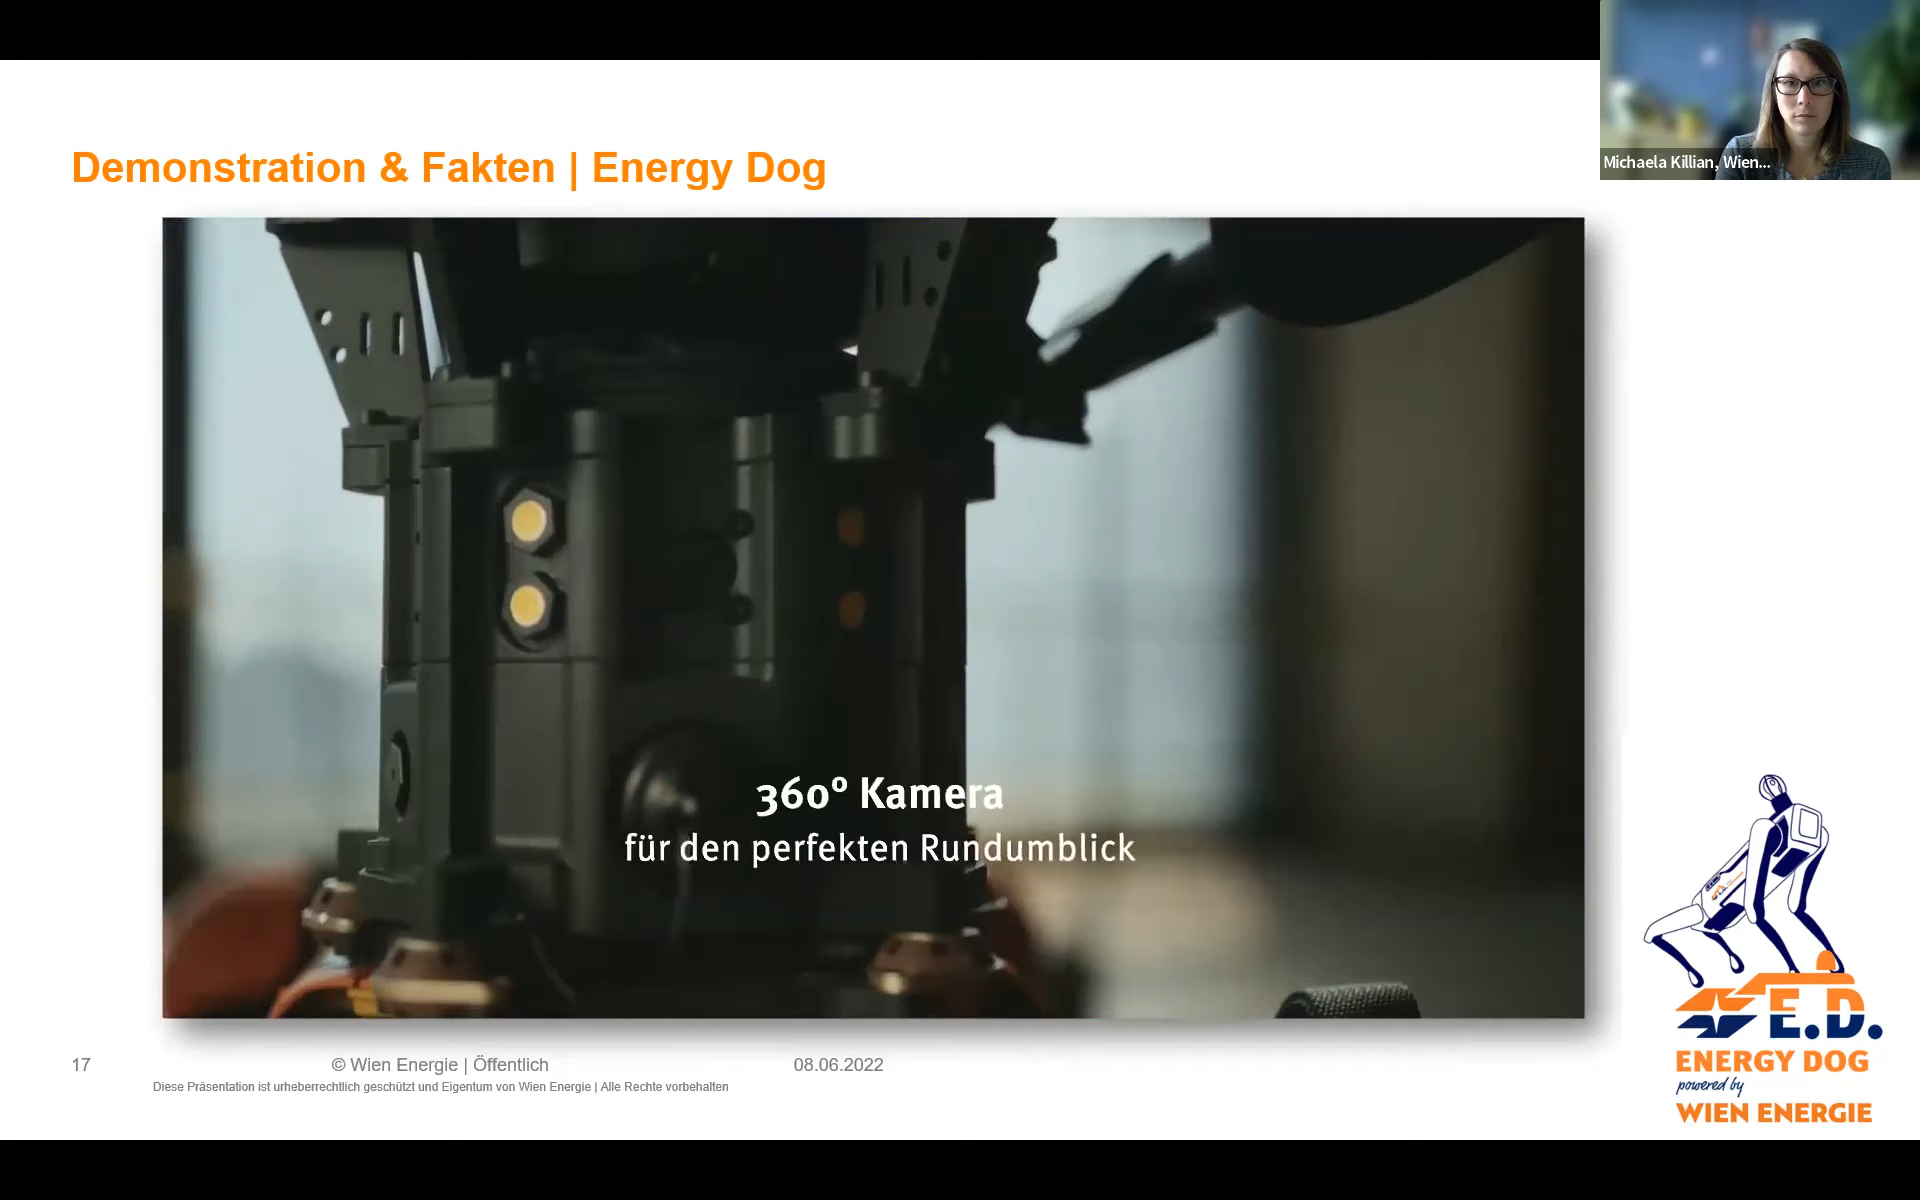 Michaela Killian, Wien...
Demonstration & Fakten | Energy Dog
360° Kamera
für den perfekten Rundumblick
E.D.
ENERGY DOG
powered by
WIEN ENERGIE
17 © Wien Energie | Öffentlich 08.06.2022
Diese Präsentation ist urheberrechtlich geschützt und Eigentum von Wien Energie | Alle Rechte vorbehalten